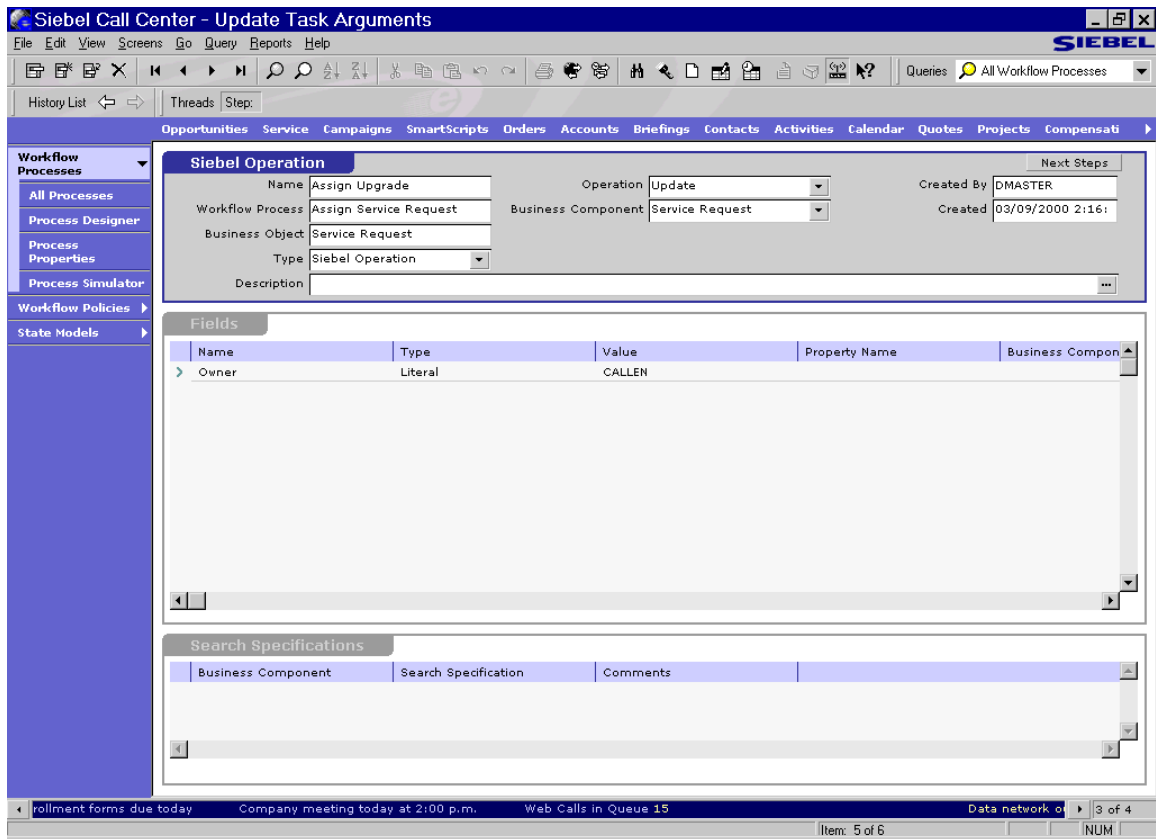 Siebel Call Center - Update Task Arguments
File Edit View Screens Go Query Reports Help
SIEBEL
Queries All Workflow Processes
History List Threads Step:
Opportunities Service Campaigns SmartScripts Orders Accounts Briefings Contacts Activities Calendar Quotes Projects Compensati
Workflow Processes
All Processes
Process Designer
Process Properties
Process Simulator
Workflow Policies
State Models
Siebel Operation
Next Steps
Name Assign Upgrade Operation Update Created By DMASTER
Workflow Process Assign Service Request Business Component Service Request Created 03/09/2000 2:16:
Business Object Service Request
Type Siebel Operation
Description
Fields
Name Type Value Property Name Business Compon
Owner Literal CALLEN
Search Specifications
Business Component Search Specification Comments
rollment forms due today Company meeting today at 2:00 p.m. Web Calls in Queue 15 Data network 3 of 4
Item: 5 of 6 NUM